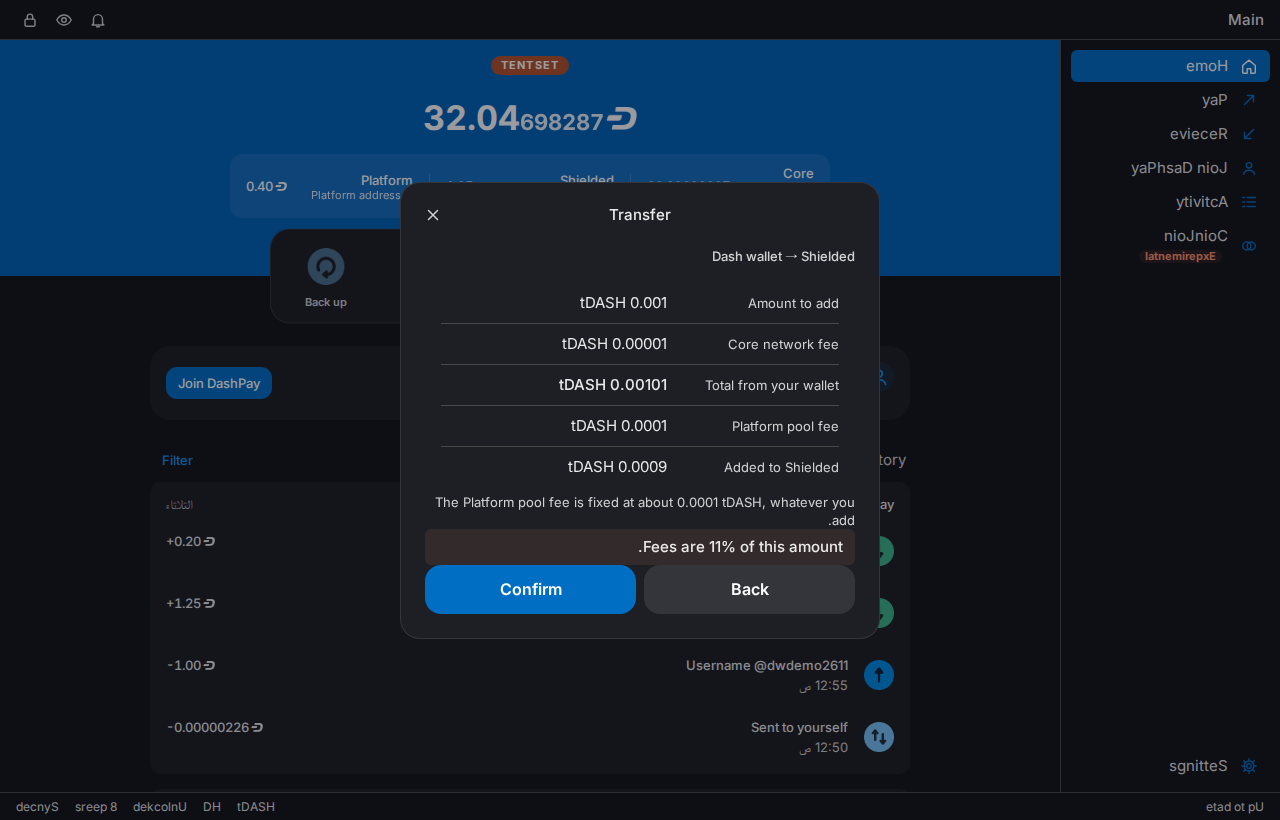 Main
TENTSET
32.04698287
Core
Shielded
Platform
Platform address
0.40
emoH
yaP
evieceR
yaPhsaD nioJ
ytivitcA
nioJnioC
latnemirepxE
sgnitteS
Back up
Join DashPay
Filter
tory
ay
الثلاثاء
+0.20
+1.25
Username @dwdemo2611
12:55 ص
-1.00
Sent to yourself
12:50 ص
-0.00000226
Transfer
Dash wallet → Shielded
Amount to add
tDASH 0.001
Core network fee
tDASH 0.00001
Total from your wallet
tDASH 0.00101
Platform pool fee
tDASH 0.0001
Added to Shielded
tDASH 0.0009
The Platform pool fee is fixed at about 0.0001 tDASH, whatever you
.add
.Fees are 11% of this amount
Back
Confirm
etad ot pU
decnyS
sreep 8
dekcolnU
DH
tDASH